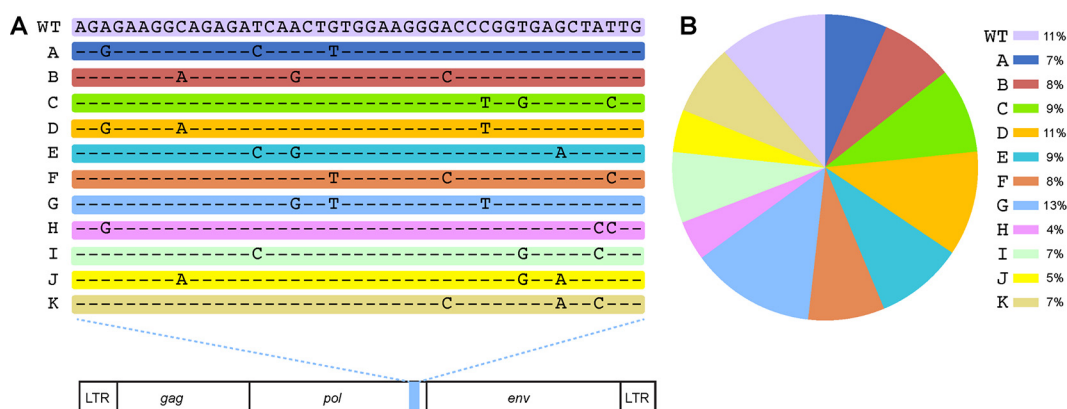 A
WT AGAGAAGGCAGAGATCAACTGTGGAAGGGACCCGGTGAGCTATTG
A --G-----------C-----T------------------------
B --------A--------G-----------C---------------
C --------------------------------T--G------C--
D --G-----A-----------------------T------------
E --------------C--G--------------------A------
F --------------------T--------C------------C--
G -----------------G--T-----------T------------
H --G--------------------------------------CC--
I --------------C--------------------G-----C---
J --------A--------------------------G--A------
K -----------------------------C--------A--C---
LTR gag pol env LTR
B
WT 11%
A 7%
B 8%
C 9%
D 11%
E 9%
F 8%
G 13%
H 4%
I 7%
J 5%
K 7%